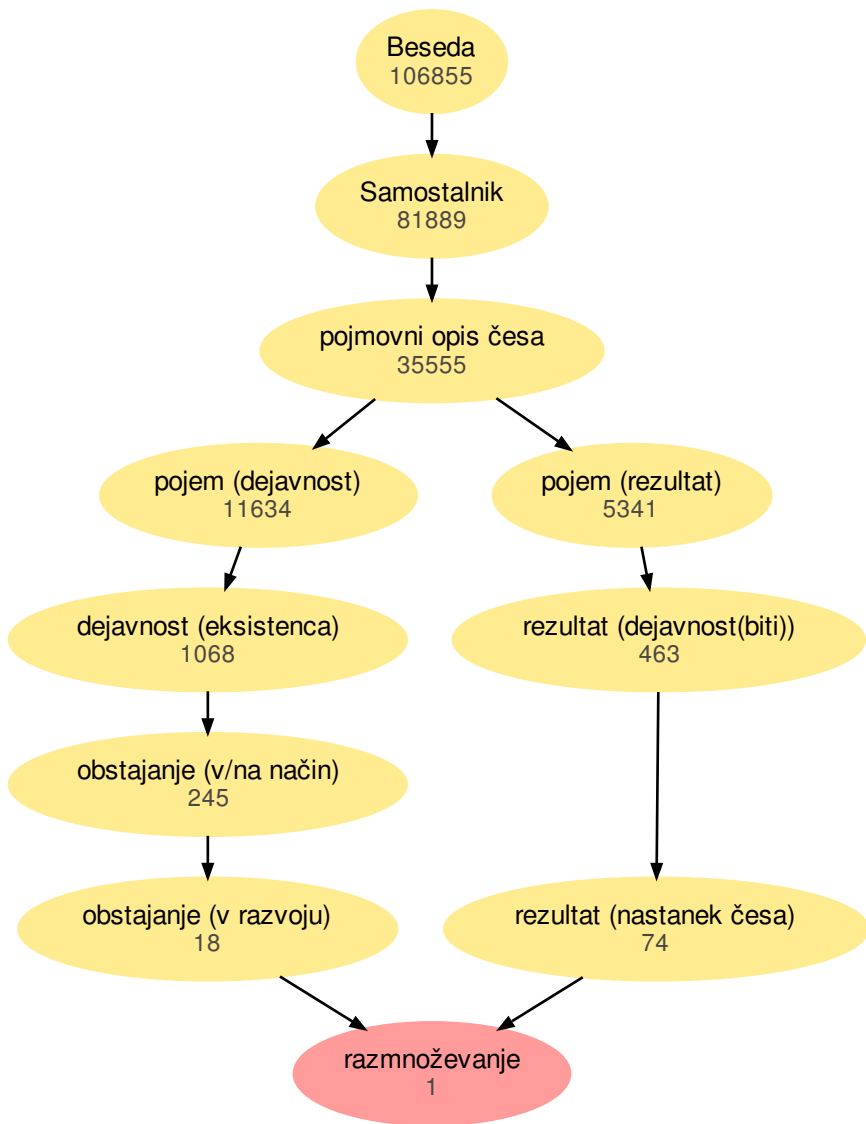 Beseda
106855
Samostalnik
81889
pojmovni opis česa
35555
pojem (dejavnost)
11634
pojem (rezultat)
5341
dejavnost (eksistenca)
1068
rezultat (dejavnost(biti))
463
obstajanje (v/na način)
245
obstajanje (v razvoju)
18
rezultat (nastanek česa)
74
razmnoževanje
1